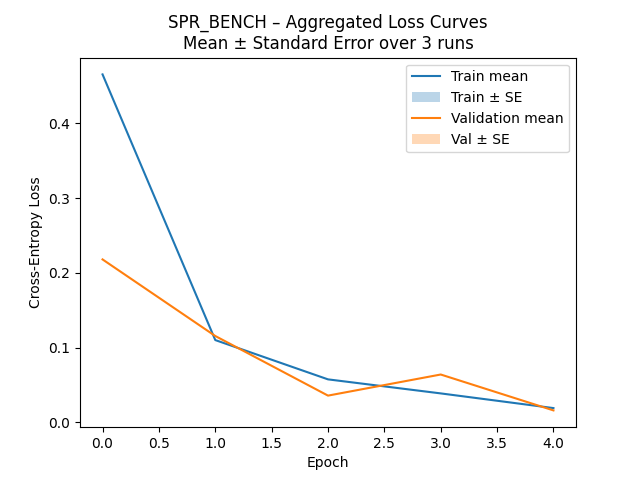 SPR_BENCH – Aggregated Loss Curves
Mean ± Standard Error over 3 runs
Train mean
Train ± SE
Validation mean
Val ± SE
Cross-Entropy Loss
0.4
0.3
0.2
0.1
0.0
0.0 0.5 1.0 1.5 2.0 2.5 3.0 3.5 4.0
Epoch